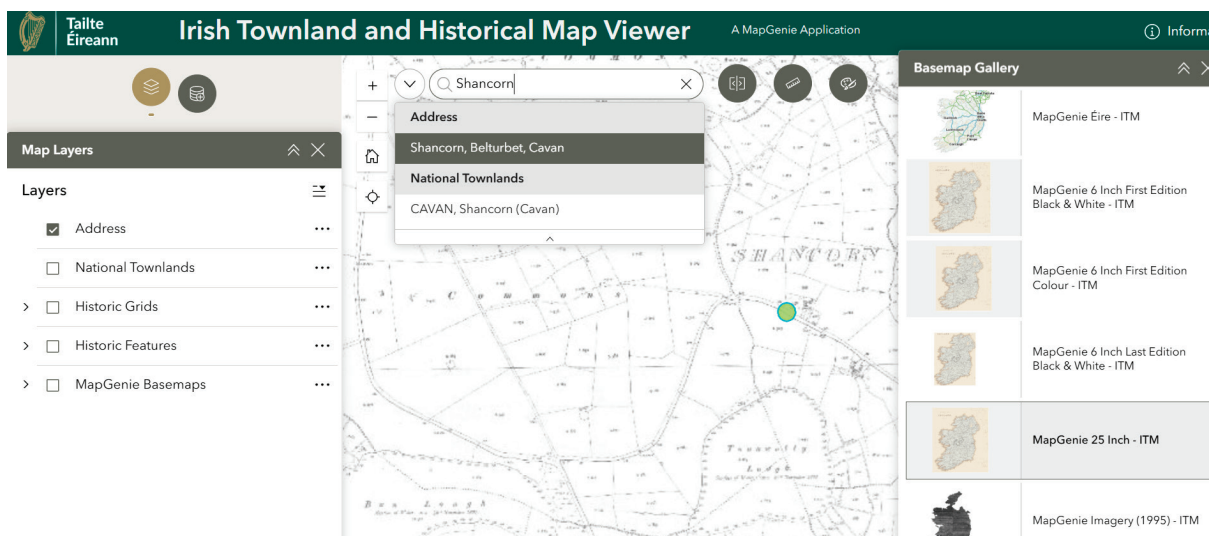 Tailte
Éireann
Irish Townland and Historical Map Viewer
A MapGenie Application
Map Layers
Layers
Address
National Townlands
Historic Grids
Historic Features
MapGenie Basemaps
Shancorn
Address
Shancorn, Belturbet, Cavan
National Townlands
CAVAN, Shancorn (Cavan)
SHANCORN
Commons
Lodge
Lough
Basemap Gallery
MapGenie Éire - ITM
MapGenie 6 Inch First Edition
Black & White - ITM
MapGenie 6 Inch First Edition
Colour - ITM
MapGenie 6 Inch Last Edition
Black & White - ITM
MapGenie 25 Inch - ITM
MapGenie Imagery (1995) - ITM